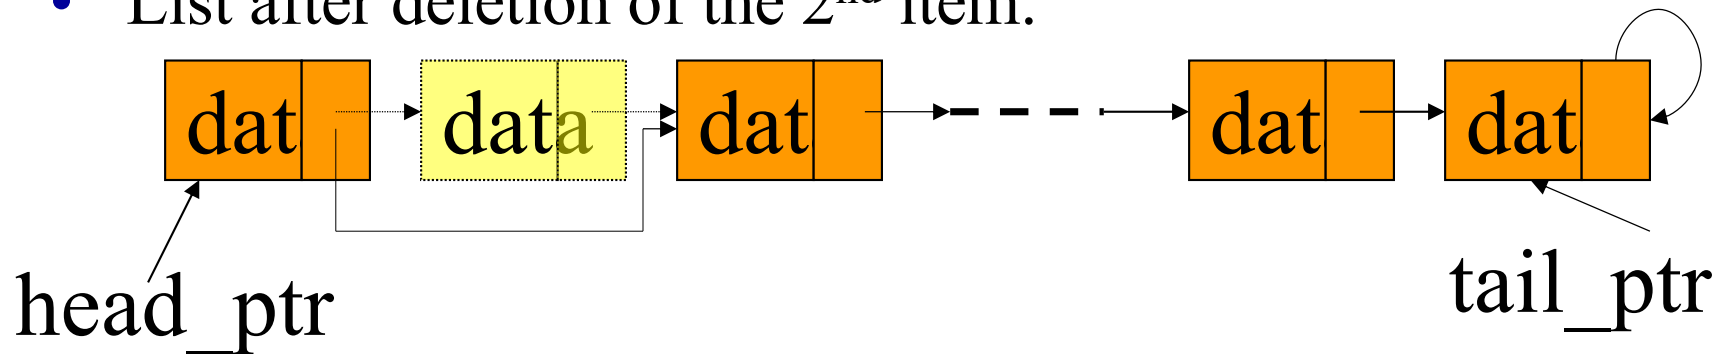 • List after deletion of the 2nd item:
dat data dat dat dat
head_ptr
tail_ptr